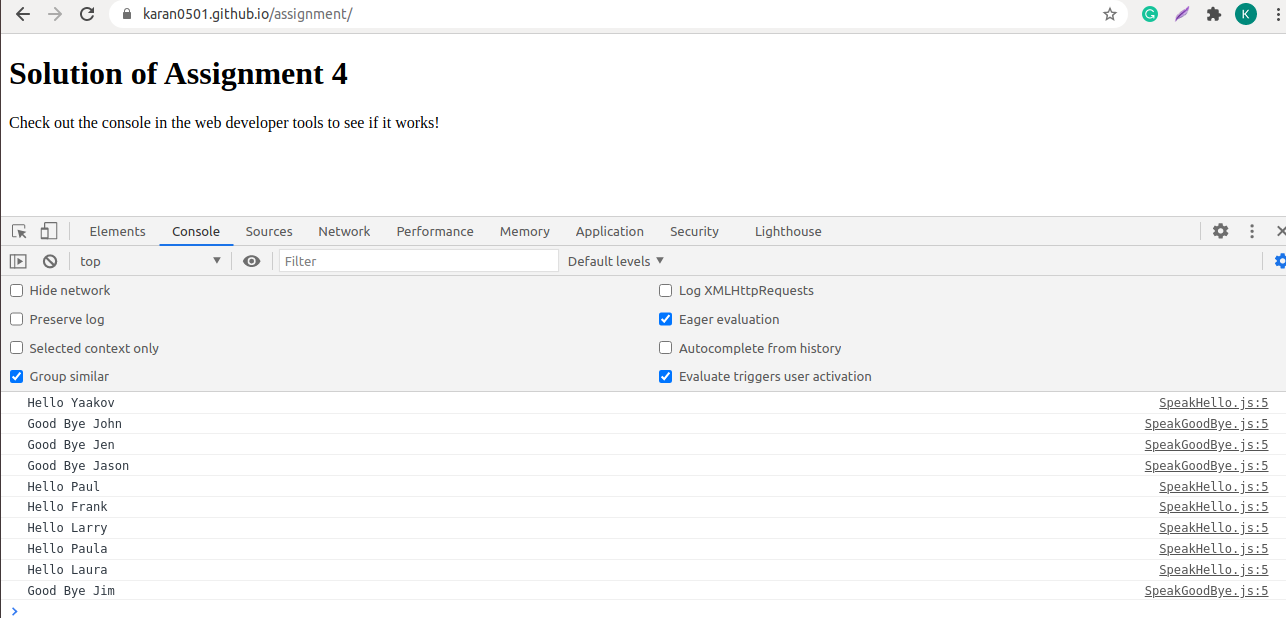 karan0501.github.io/assignment/
K
Solution of Assignment 4
Check out the console in the web developer tools to see if it works!
Elements Console Sources Network Performance Memory Application Security Lighthouse
top Filter Default levels
Hide network Log XMLHttpRequests
Preserve log Eager evaluation
Selected context only Autocomplete from history
Group similar Evaluate triggers user activation
Hello Yaakov SpeakHello.js:5
Good Bye John SpeakGoodBye.js:5
Good Bye Jen SpeakGoodBye.js:5
Good Bye Jason SpeakGoodBye.js:5
Hello Paul SpeakHello.js:5
Hello Frank SpeakHello.js:5
Hello Larry SpeakHello.js:5
Hello Paula SpeakHello.js:5
Hello Laura SpeakHello.js:5
Good Bye Jim SpeakGoodBye.js:5